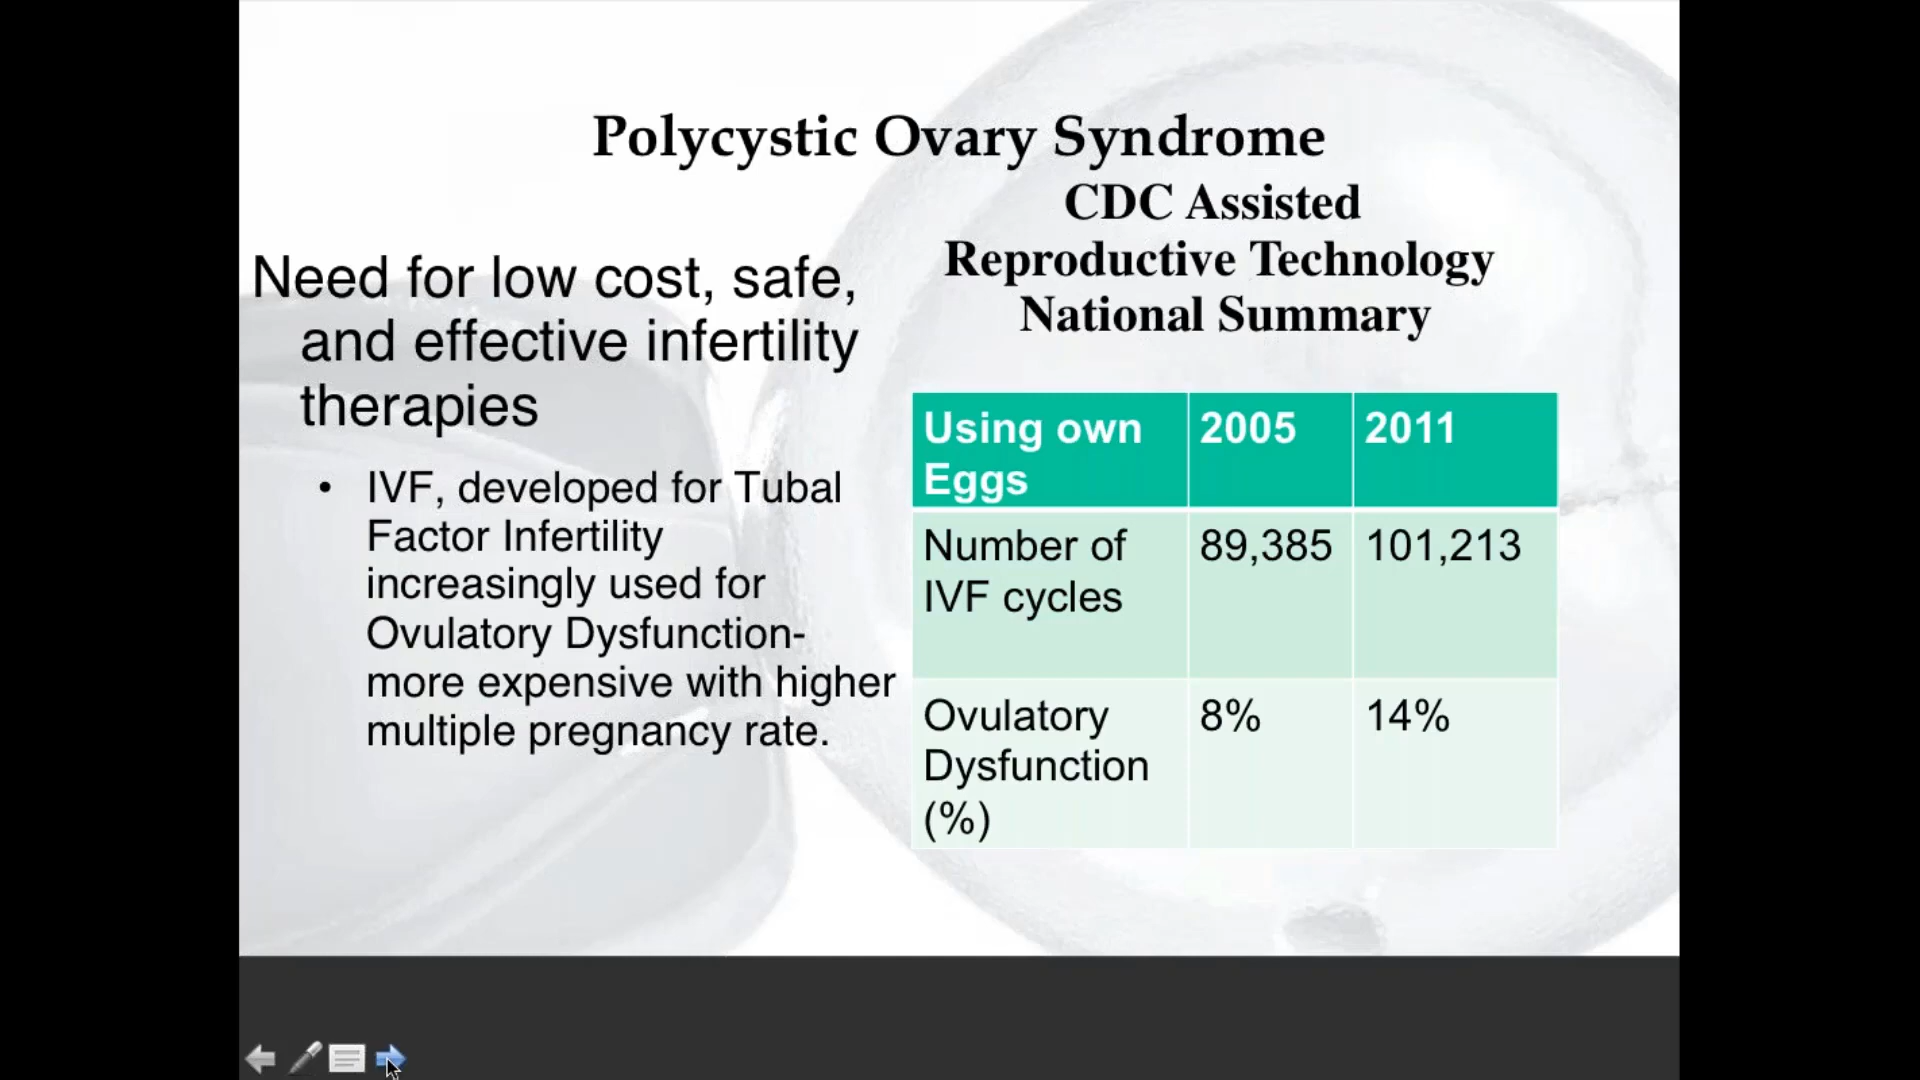 Polycystic Ovary Syndrome
CDC Assisted
Reproductive Technology
National Summary
Need for low cost, safe,
and effective infertility
therapies
• IVF, developed for Tubal
Factor Infertility
increasingly used for
Ovulatory Dysfunction-
more expensive with higher
multiple pregnancy rate.
Using own Eggs 2005 2011
Number of IVF cycles 89,385 101,213
Ovulatory Dysfunction (%) 8% 14%